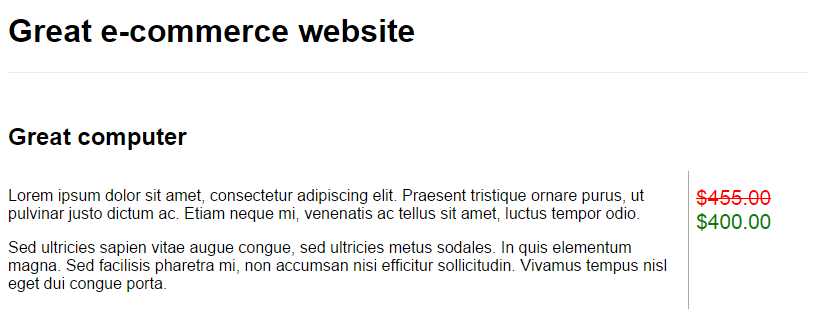 Great e-commerce website
Great computer
Lorem ipsum dolor sit amet, consectetur adipiscing elit. Praesent tristique ornare purus, ut
pulvinar justo dictum ac. Etiam neque mi, venenatis ac tellus sit amet, luctus tempor odio.
Sed ultricies sapien vitae augue congue, sed ultricies metus sodales. In quis elementum
magna. Sed facilisis pharetra mi, non accumsan nisi efficitur sollicitudin. Vivamus tempus nisl
eget dui congue porta.
$455.00
$400.00